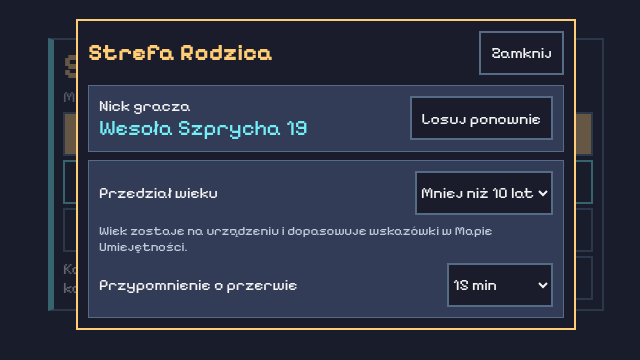 Strefa Rodzica
Zamknij
Nick gracza
Wesoła Szprycha 19
Losuj ponownie
Przedział wieku
Mniej niż 10 lat
Wiek zostaje na urządzeniu i dopasowuje wskazówki w Mapie
Umiejętności.
Przypomnienie o przerwie
15 min